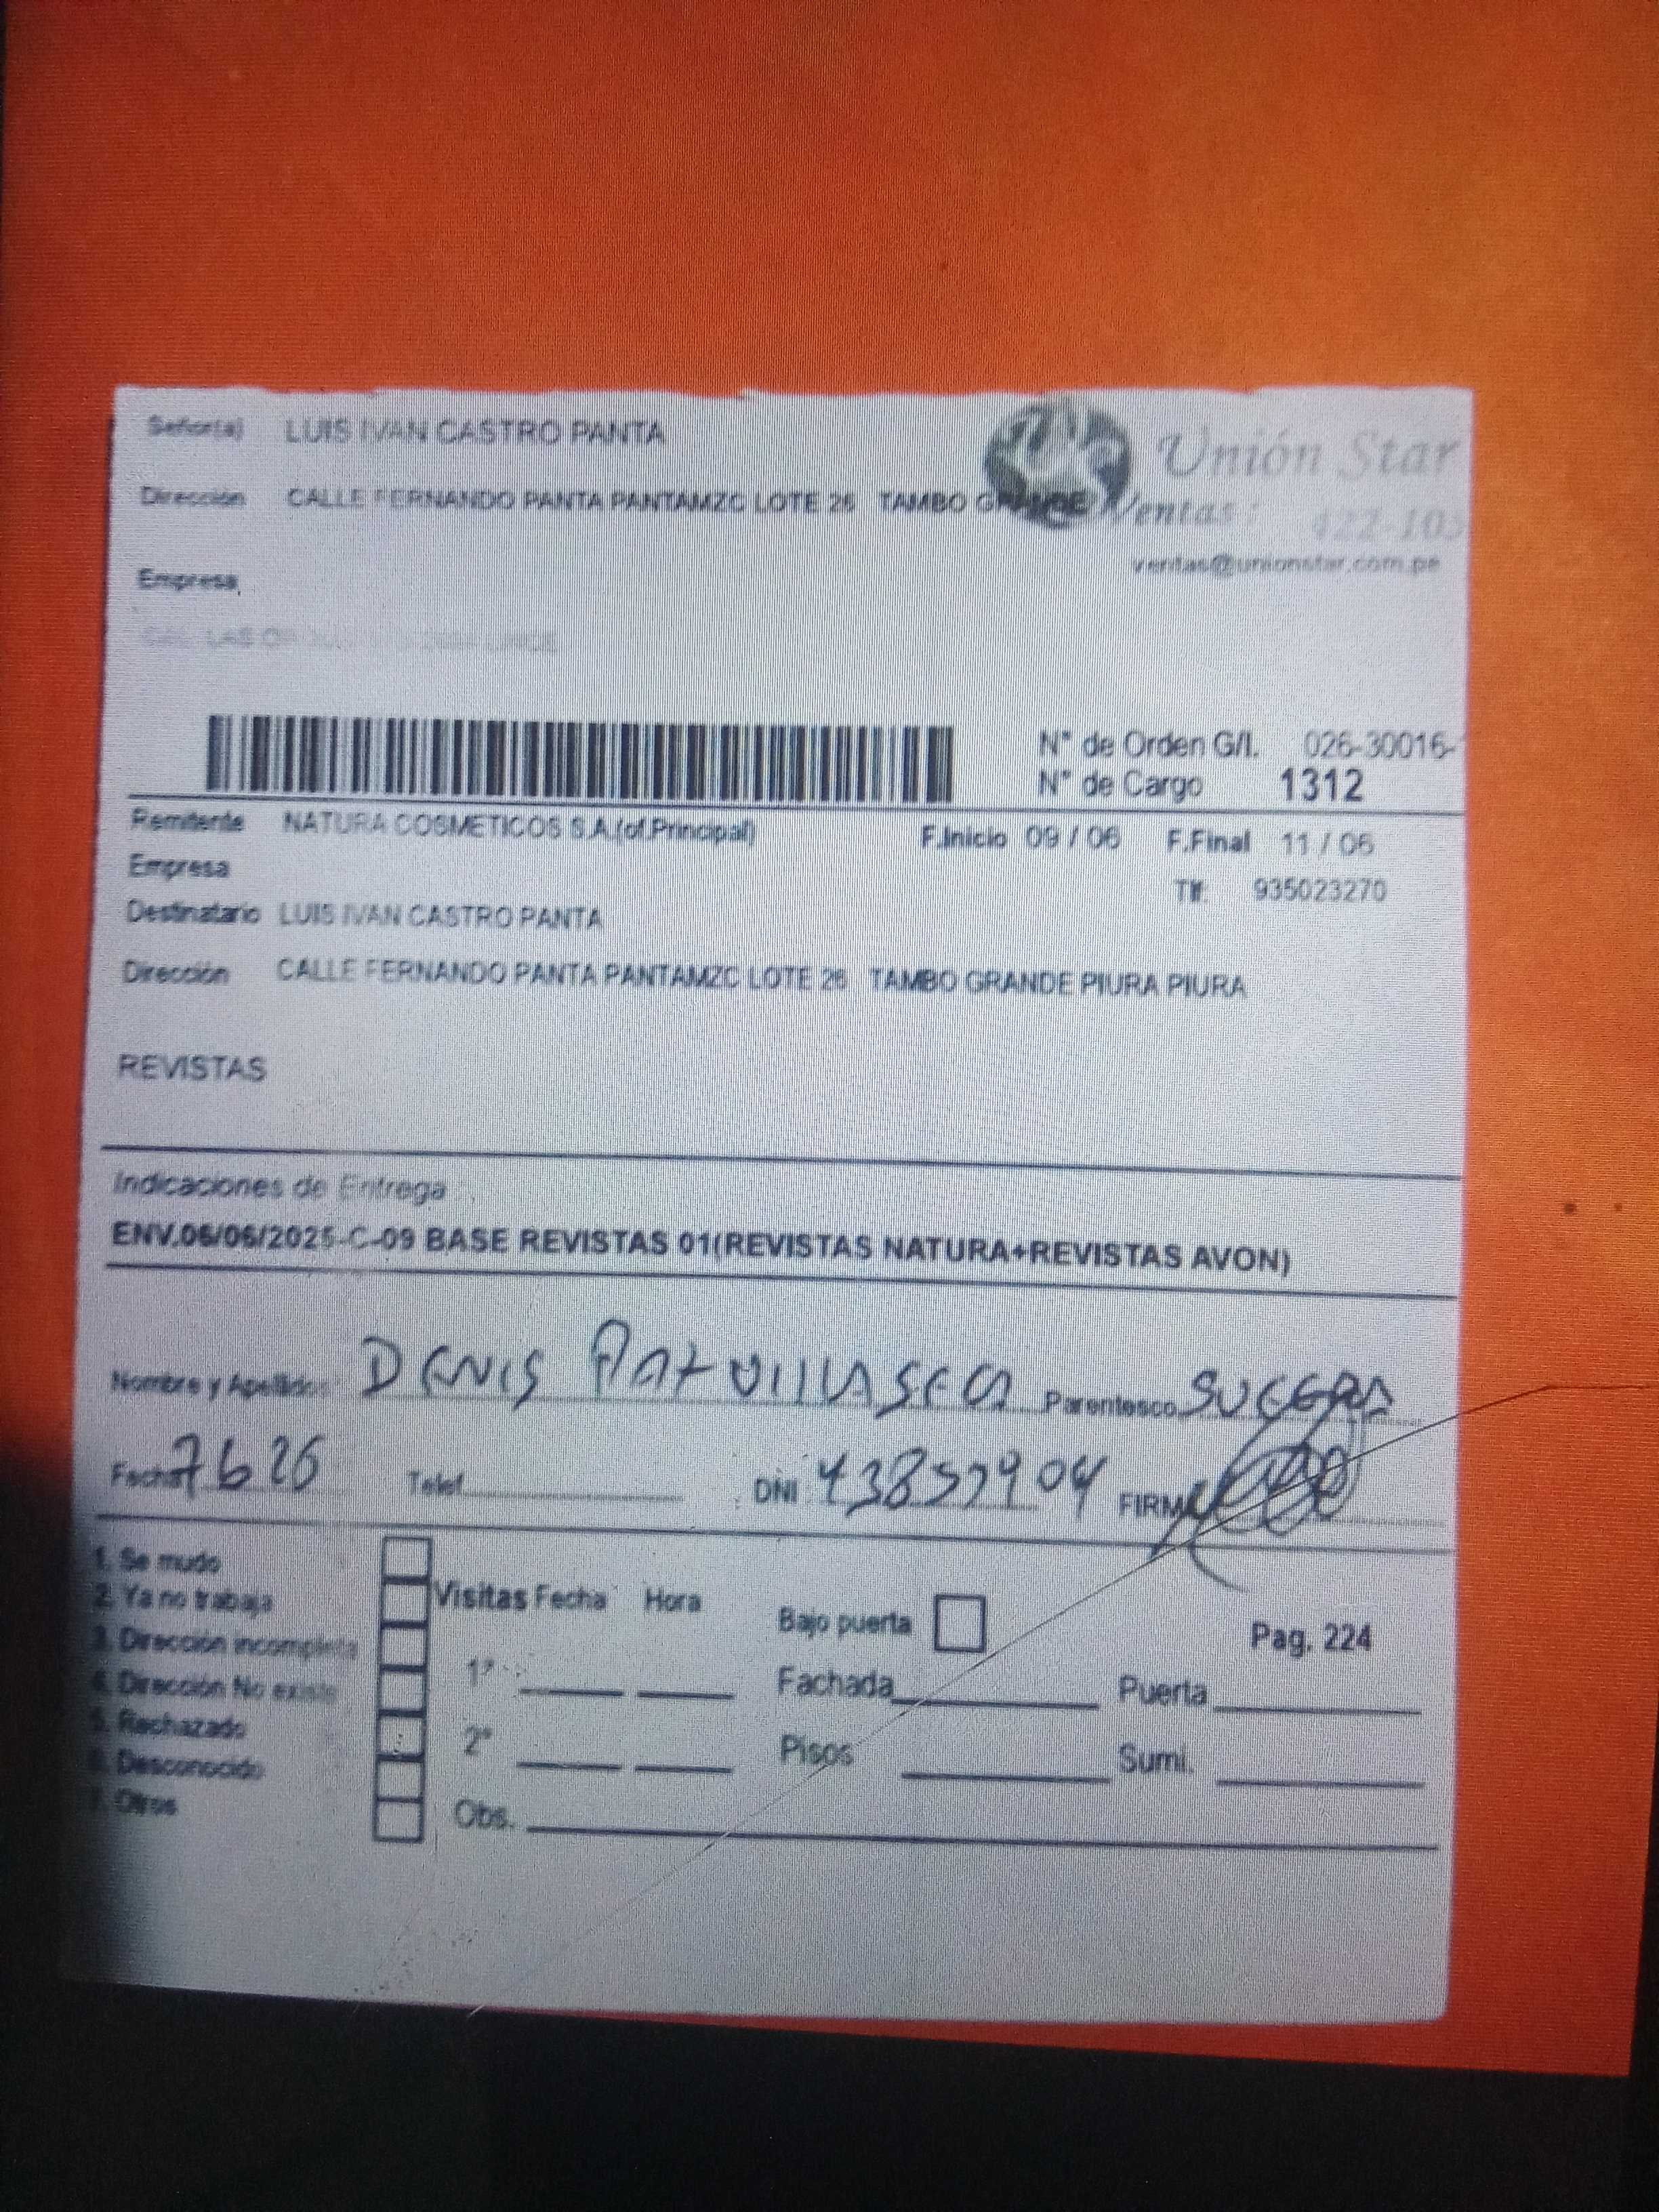 Señor(a) LUIS IVAN CASTRO PANTA
Unión Star
Dirección CALLE FERNANDO PANTA PANTAMZC LOTE 26 TAMBO GRANDE
Ventas: 422-103
ventas@unionstar.com.pe
Empresa
N° de Orden G/I. 026-30016-
N° de Cargo 1312
Remitente NATURA COSMETICOS S.A.(of.Principal) F.Inicio 09 / 06 F.Final 11 / 06
Empresa
Tlf: 935023270
Destinatario LUIS IVAN CASTRO PANTA
Dirección CALLE FERNANDO PANTA PANTAMZC LOTE 26 TAMBO GRANDE PIURA PIURA
REVISTAS
Indicaciones de Entrega
ENV.06/06/2025-C-09 BASE REVISTAS 01(REVISTAS NATURA+REVISTAS AVON)
Nombre y Apellidos DENIS Parentesco
Fecha Telef. DNI FIRMA
1. Se mudo
2. Ya no trabaja
3. Dirección incompleta
4. Dirección No existe
5. Rechazado
6. Desconocido
7. Otros
Visitas Fecha Hora
1°
2°
Obs.
Bajo puerta
Pag. 224
Fachada Puerta
Pisos Sumi.